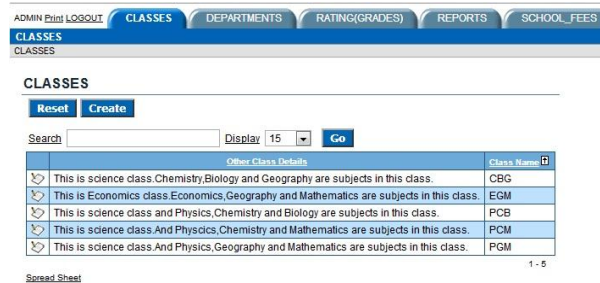 ADMIN Print LOGOUT CLASSES DEPARTMENTS RATING(GRADES) REPORTS SCHOOL_FEES
CLASSES
CLASSES
CLASSES
Reset Create
Search Display 15 Go
Other Class Details Class Name
This is science class.Chemistry,Biology and Geography are subjects in this class. CBG
This is Economics class.Economics,Geography and Mathematics are subjects in this class. EGM
This is science class and Physics,Chemistry and Biology are subjects in this class. PCB
This is science class.And Physcics,Chemistry and Mathematics are subjects in this class. PCM
This is science class.And Physics,Geography and Mathematics are subjects in this class. PGM
1 - 5
Spread Sheet